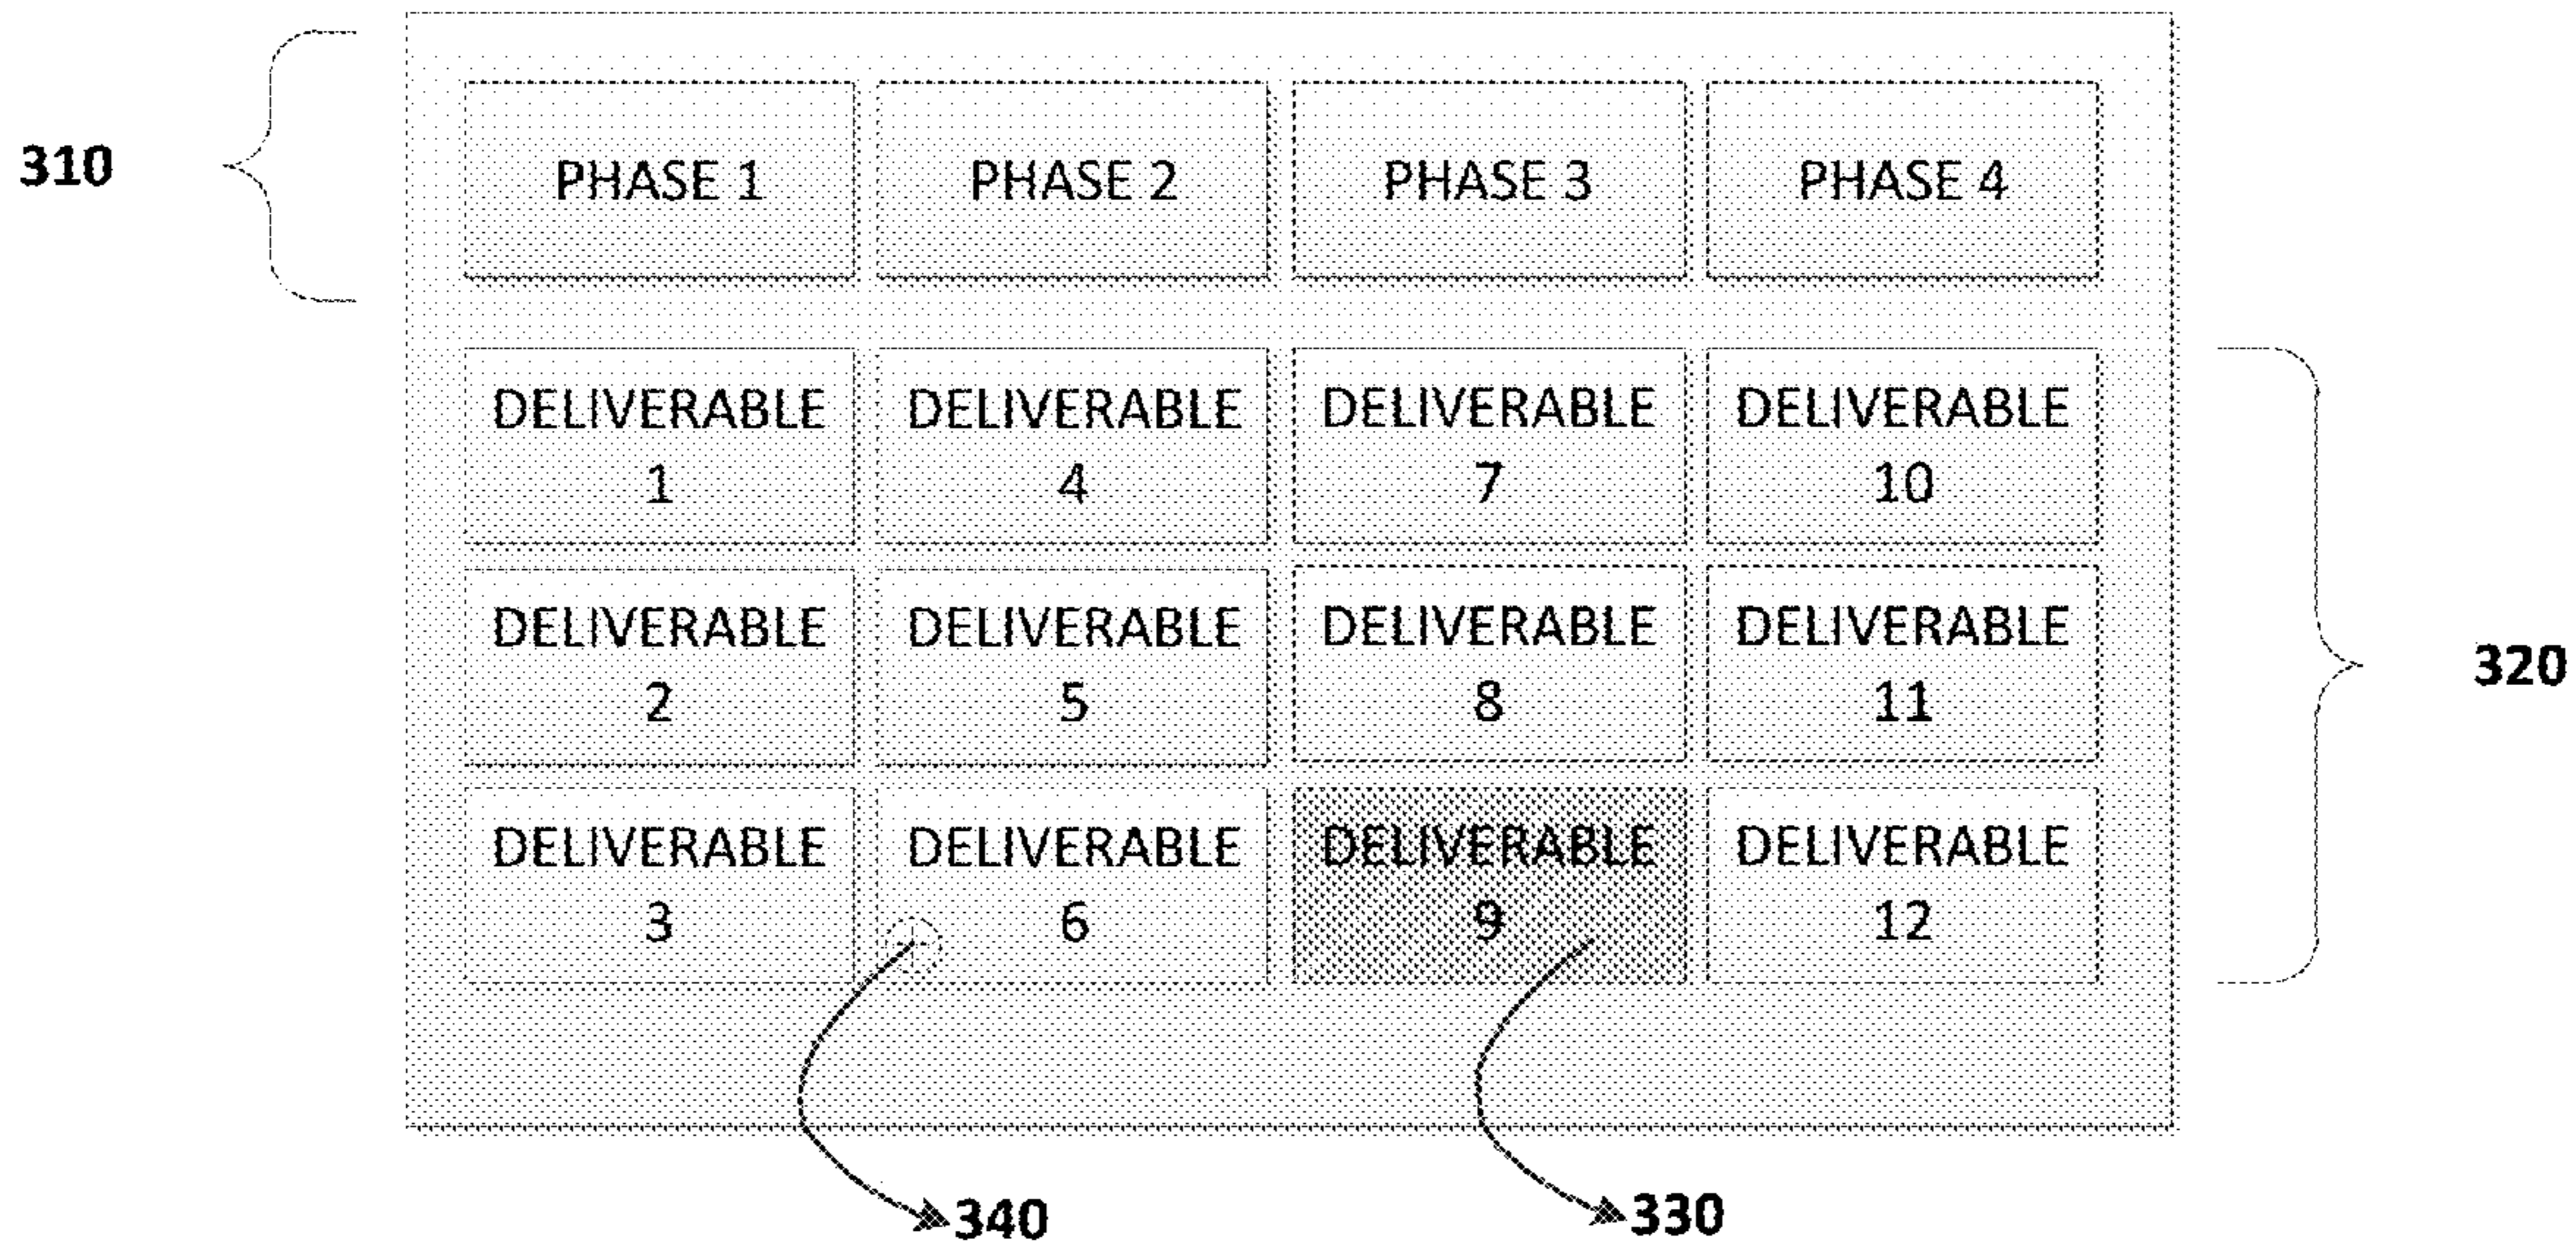 310
PHASE 1
PHASE 2
PHASE 3
PHASE 4
DELIVERABLE
1
DELIVERABLE
4
DELIVERABLE
7
DELIVERABLE
10
320
DELIVERABLE
2
DELIVERABLE
5
DELIVERABLE
8
DELIVERABLE
11
DELIVERABLE
3
DELIVERABLE
6
DELIVERABLE
9
DELIVERABLE
12
340
330